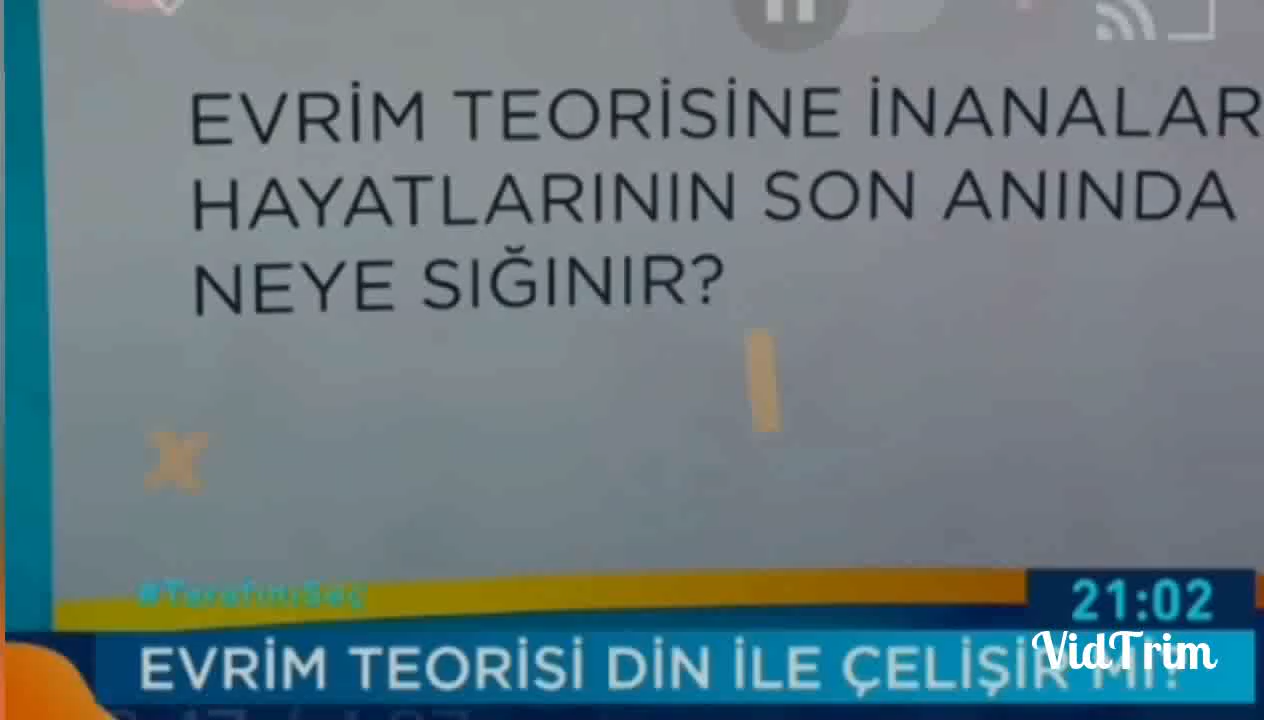 EVRİM TEORİSİNE İNANALAR
HAYATLARININ SON ANINDA
NEYE SIĞINIR?
#TarafınıSeç
21:02
EVRİM TEORİSİ DİN İLE ÇELİŞİR Mİ?
VidTrim